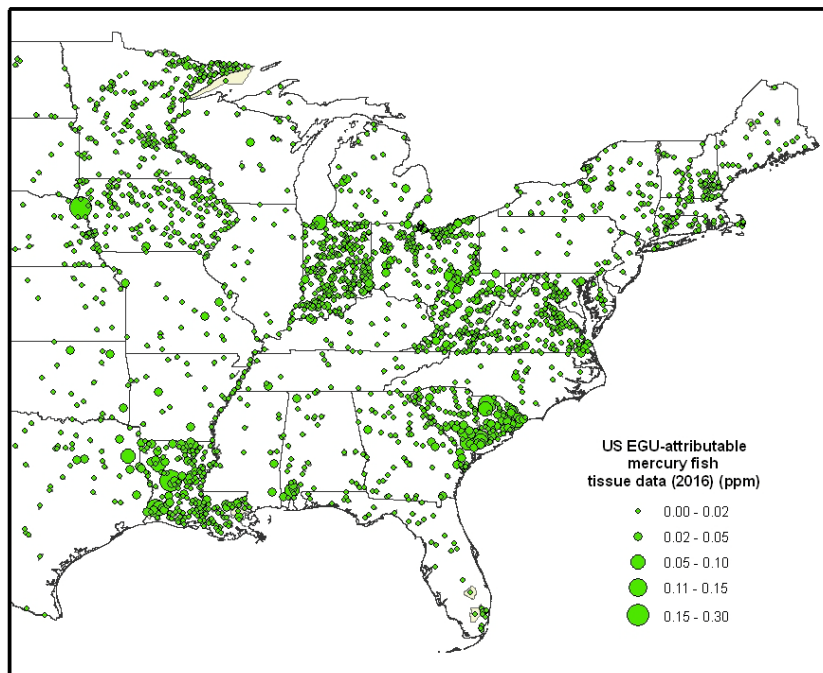 US EGU-attributable
mercury fish
tissue data (2016) (ppm)
0.00 - 0.02
0.02 - 0.05
0.05 - 0.10
0.11 - 0.15
0.15 - 0.30